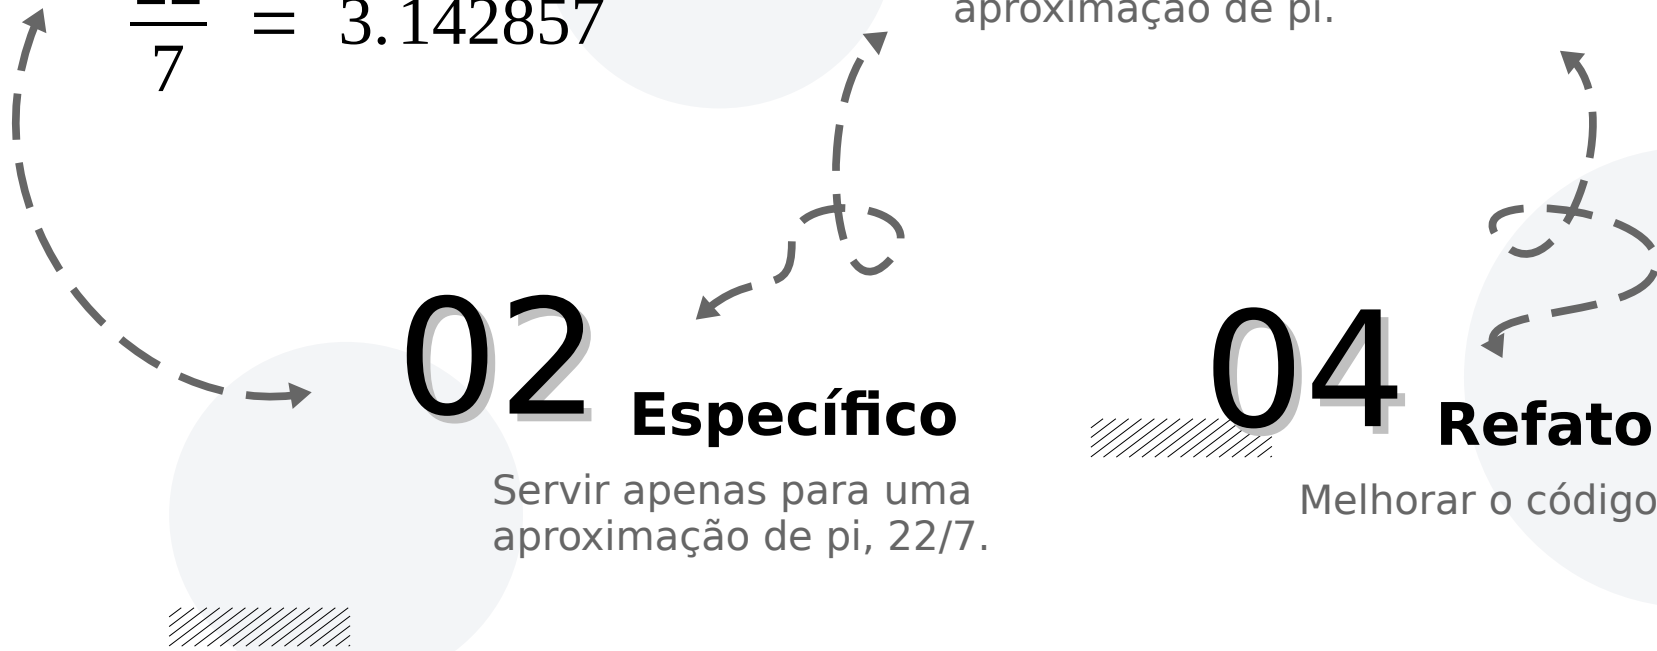 7
= 3.142857
aproximação de pi.
02
Específico
Servir apenas para uma
aproximação de pi, 22/7.
04
Refato
Melhorar o código